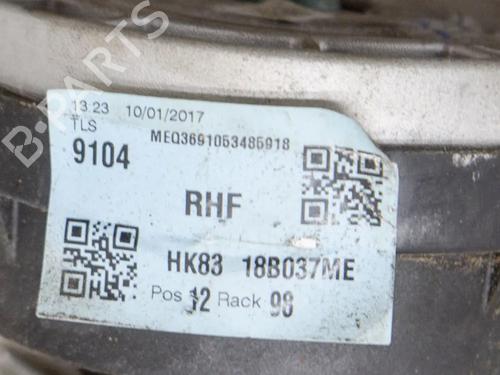 B-PARTS
13:23 10/01/2017
TLS
MEQ3691053485918
9104
RHF
HK83 18B037ME
Pos 12 Rack 98